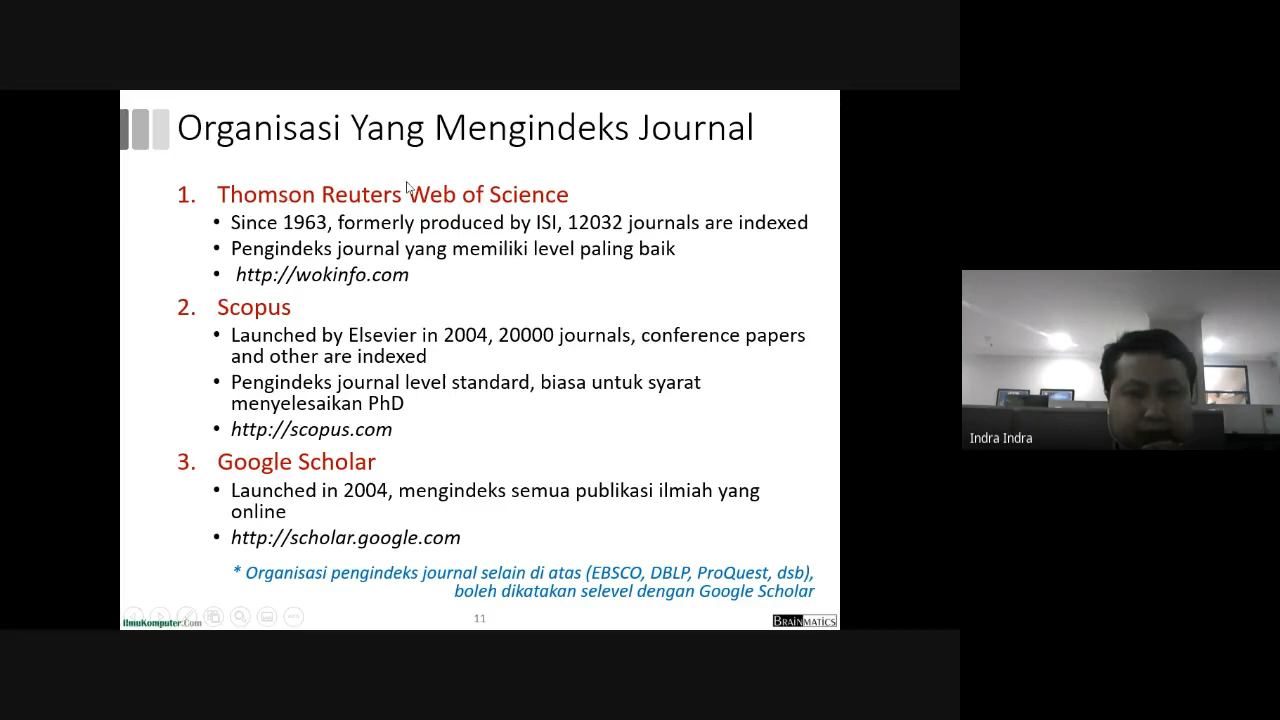 Organisasi Yang Mengindeks Journal
1. Thomson Reuters Web of Science
• Since 1963, formerly produced by ISI, 12032 journals are indexed
• Pengindeks journal yang memiliki level paling baik
• http://wokinfo.com
2. Scopus
• Launched by Elsevier in 2004, 20000 journals, conference papers
and other are indexed
• Pengindeks journal level standard, biasa untuk syarat
menyelesaikan PhD
• http://scopus.com
3. Google Scholar
• Launched in 2004, mengindeks semua publikasi ilmiah yang
online
• http://scholar.google.com
* Organisasi pengindeks journal selain di atas (EBSCO, DBLP, ProQuest, dsb),
boleh dikatakan selevel dengan Google Scholar
IlmuKomputer.Com
11
BRAINMATICS
Indra Indra